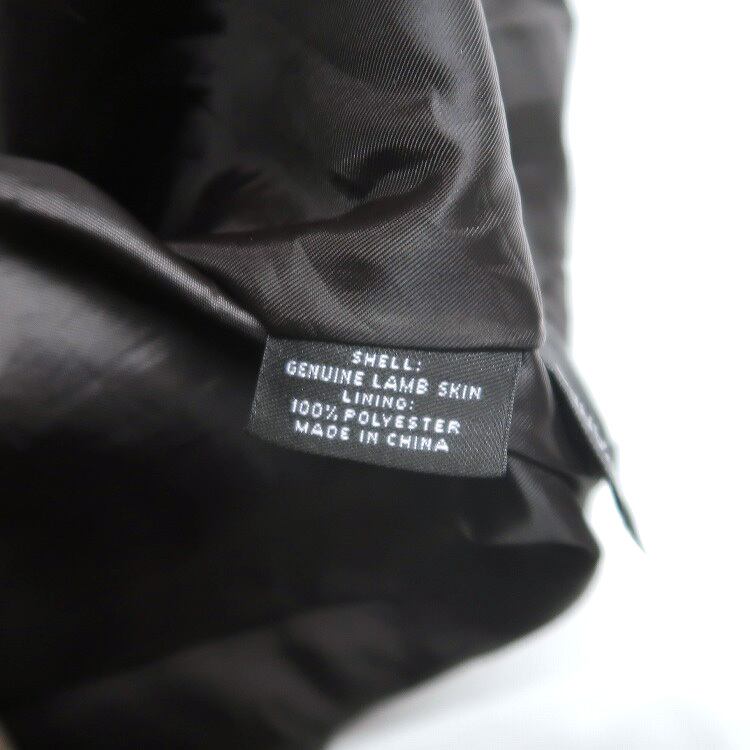 SHELL:
GENUINE LAMB SKIN
LINING:
100% POLYESTER
MADE IN CHINA